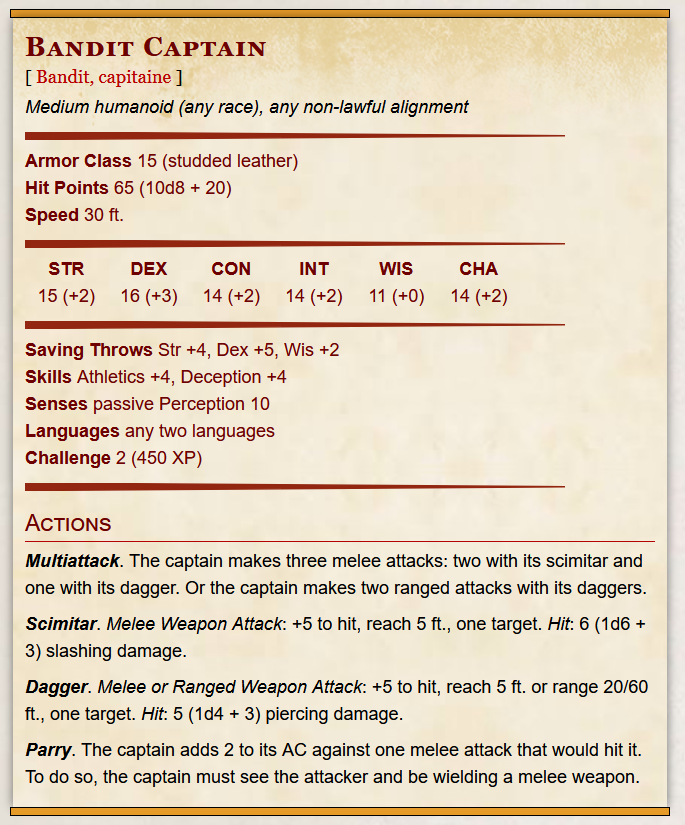 Bandit Captain
[ Bandit, capitaine ]
Medium humanoid (any race), any non-lawful alignment
Armor Class 15 (studded leather)
Hit Points 65 (10d8 + 20)
Speed 30 ft.
STR DEX CON INT WIS CHA
15 (+2) 16 (+3) 14 (+2) 14 (+2) 11 (+0) 14 (+2)
Saving Throws Str +4, Dex +5, Wis +2
Skills Athletics +4, Deception +4
Senses passive Perception 10
Languages any two languages
Challenge 2 (450 XP)
Actions
Multiattack. The captain makes three melee attacks: two with its scimitar and
one with its dagger. Or the captain makes two ranged attacks with its daggers.
Scimitar. Melee Weapon Attack: +5 to hit, reach 5 ft., one target. Hit: 6 (1d6 +
3) slashing damage.
Dagger. Melee or Ranged Weapon Attack: +5 to hit, reach 5 ft. or range 20/60
ft., one target. Hit: 5 (1d4 + 3) piercing damage.
Parry. The captain adds 2 to its AC against one melee attack that would hit it.
To do so, the captain must see the attacker and be wielding a melee weapon.